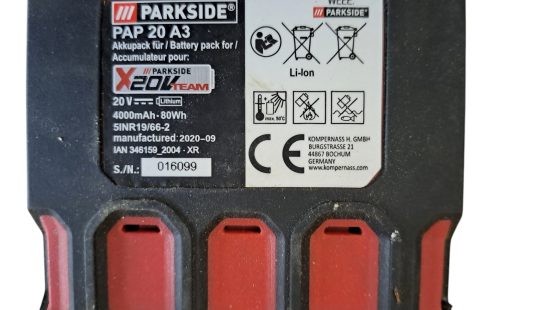 /// PARKSIDE®
PAP 20 A3
Akkupack für / Battery pack for /
Accumulateur pour:
/// PARKSIDE
X20V TEAM
20 V Lithium
4000mAh - 80Wh
5INR19/66-2
manufactured: 2020-09
IAN 346159_2004 · XR
S./N.: 016099
/// PARKSIDE®
Li-Ion
max. 50°C
CE
KOMPERNASS H. GMBH
BURGSTRASSE 21
44867 BOCHUM
GERMANY
www.kompernass.com